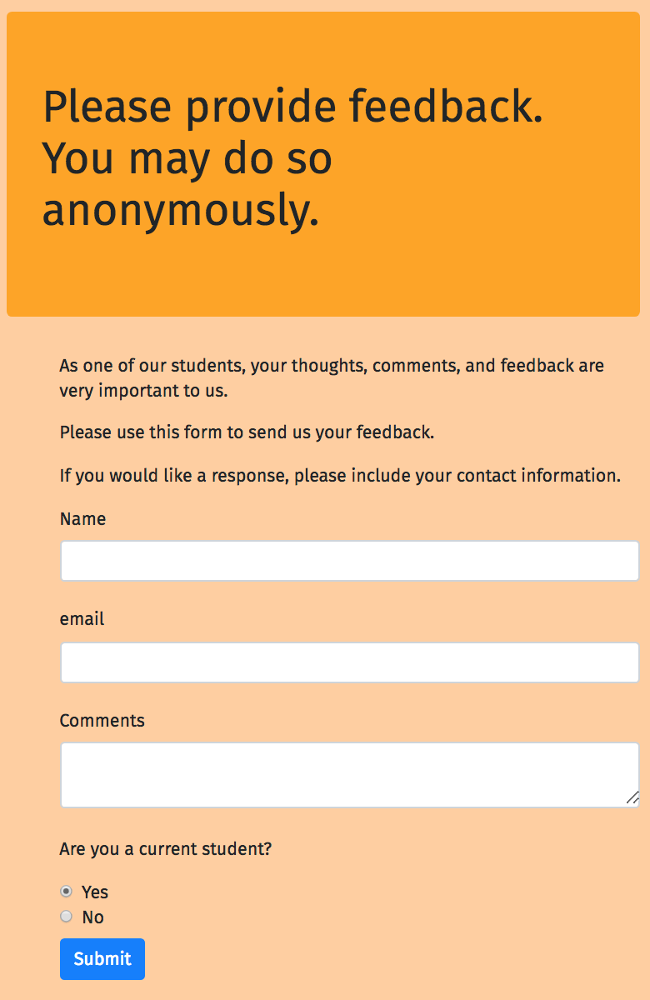 Please provide feedback.
You may do so
anonymously.
As one of our students, your thoughts, comments, and feedback are
very important to us.
Please use this form to send us your feedback.
If you would like a response, please include your contact information.
Name
email
Comments
Are you a current student?
Yes
No
Submit